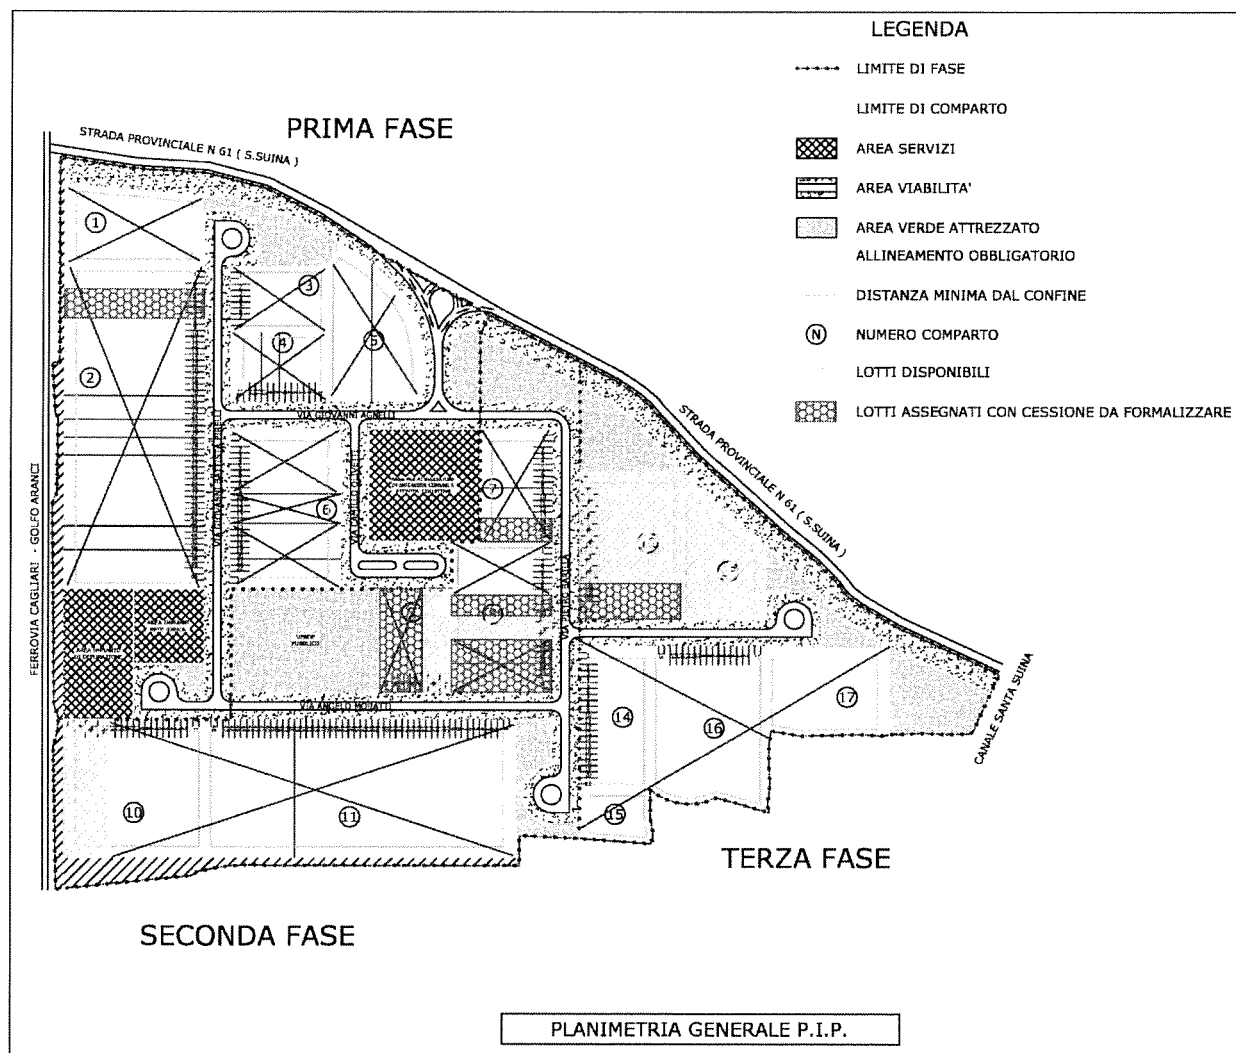 LEGENDA
LIMITE DI FASE
LIMITE DI COMPARTO
AREA SERVIZI
AREA VIABILITA'
AREA VERDE ATTREZZATO
ALLINEAMENTO OBBLIGATORIO
DISTANZA MINIMA DAL CONFINE
N NUMERO COMPARTO
LOTTI DISPONIBILI
LOTTI ASSEGNATI CON CESSIONE DA FORMALIZZARE
PRIMA FASE
STRADA PROVINCIALE N 61 ( S.SUINA )
1
3
4
5
2
VIA GIOVANNI AGNELLI
STRADA PROVINCIALE N 61 ( S.SUINA )
FERROVIA CAGLIARI - GOLFO ARANCI
7
6
VERDE
PUBBLICO
VIA ANGELO MORATTI
14
16
17
CANALE SANTA SUINA
10
11
15
TERZA FASE
SECONDA FASE
PLANIMETRIA GENERALE P.I.P.